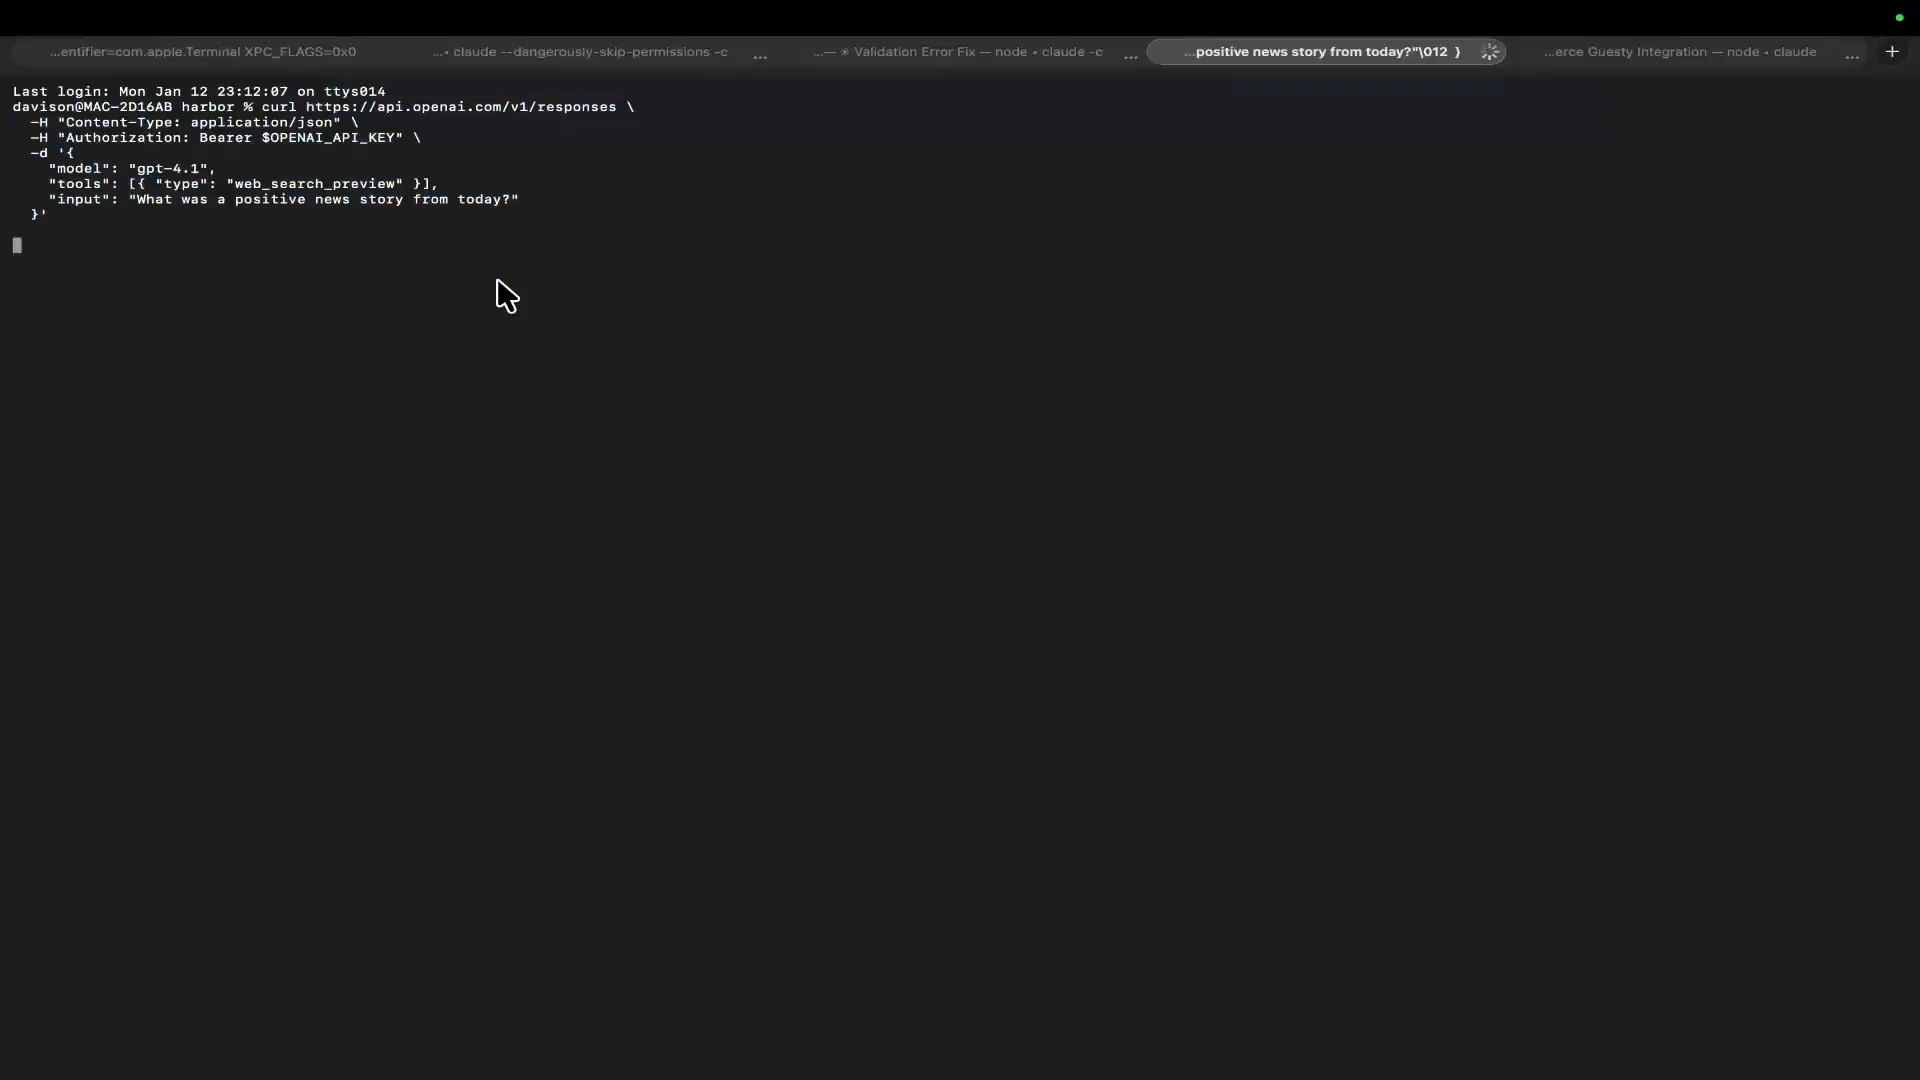 ...entifier=com.apple.Terminal XPC_FLAGS=0x0 ...◂ claude --dangerously-skip-permissions -c ... ...— ✳ Validation Error Fix — node ◂ claude -c ... ...positive news story from today?"\012 } ...erce Guesty Integration — node ◂ claude ... +
Last login: Mon Jan 12 23:12:07 on ttys014
davison@MAC-2D16AB harbor % curl https://api.openai.com/v1/responses \
  -H "Content-Type: application/json" \
  -H "Authorization: Bearer $OPENAI_API_KEY" \
  -d '{
    "model": "gpt-4.1",
    "tools": [{ "type": "web_search_preview" }],
    "input": "What was a positive news story from today?"
  }'